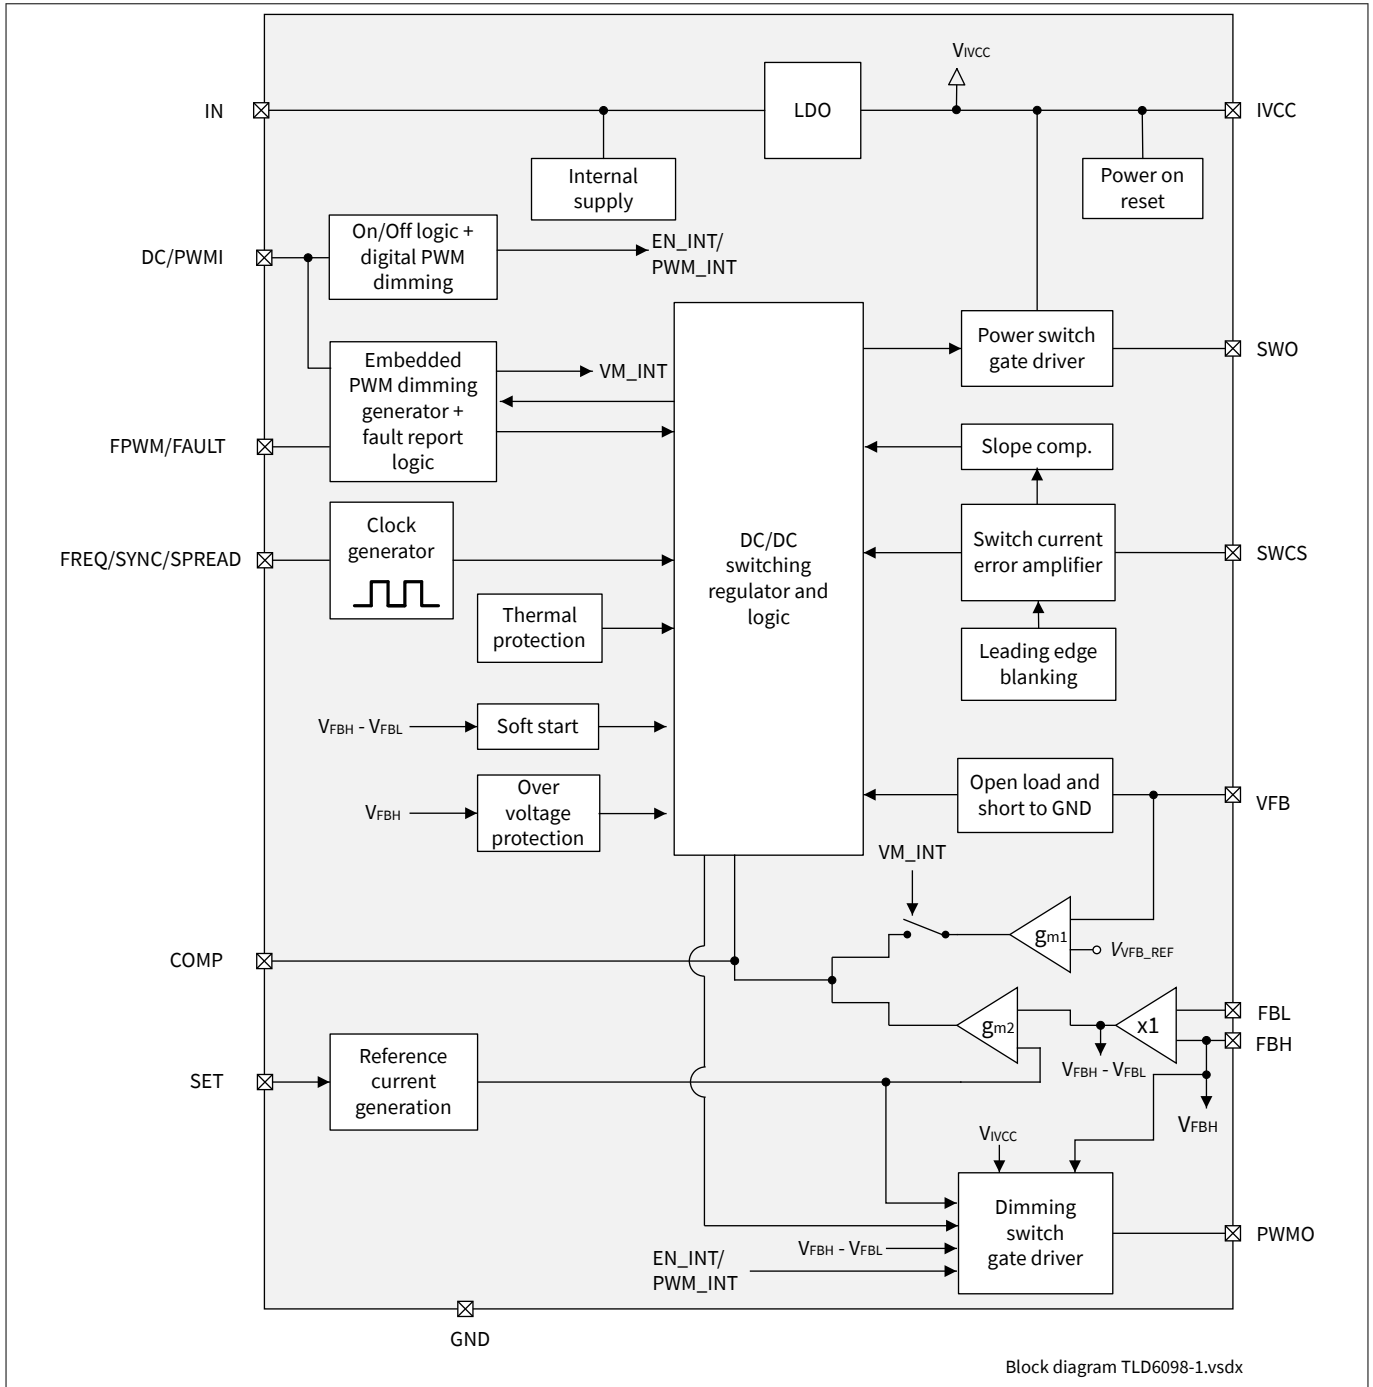 VIVCC
IN
LDO
IVCC
Internal
supply
Power on
reset
DC/PWMI
On/Off logic +
digital PWM
dimming
EN_INT/
PWM_INT
Embedded
PWM dimming
generator +
fault report
logic
VM_INT
FPWM/FAULT
Power switch
gate driver
SWO
Slope comp.
Clock
generator
FREQ/SYNC/SPREAD
DC/DC
switching
regulator and
logic
Switch current
error amplifier
SWCS
Thermal
protection
Leading edge
blanking
VFBH - VFBL
Soft start
VFBH
Over
voltage
protection
Open load and
short to GND
VFB
VM_INT
gm1
VVFB_REF
COMP
gm2
x1
FBL
FBH
VFBH - VFBL
VFBH
SET
Reference
current
generation
VIVCC
Dimming
switch
gate driver
PWMO
VFBH - VFBL
EN_INT/
PWM_INT
GND
Block diagram TLD6098-1.vsdx